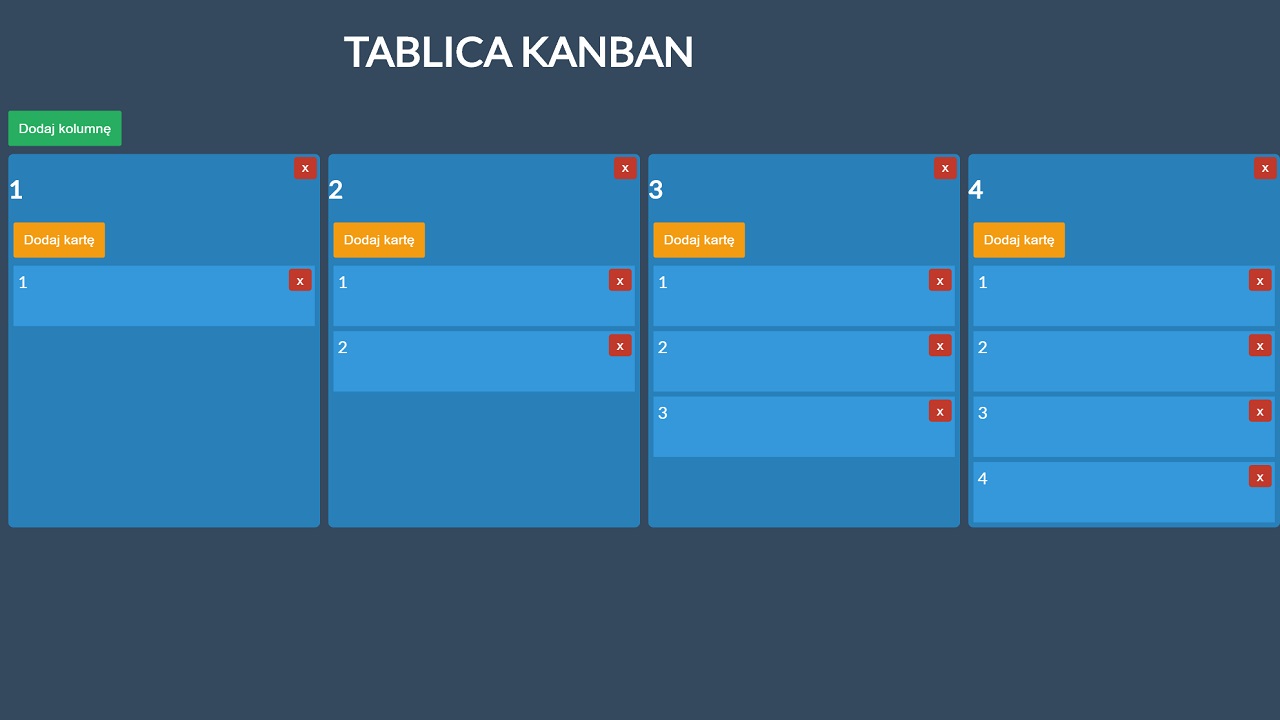 TABLICA KANBAN
Dodaj kolumnę
x
1
Dodaj kartę
1 x
x
2
Dodaj kartę
1 x
2 x
x
3
Dodaj kartę
1 x
2 x
3 x
x
4
Dodaj kartę
1 x
2 x
3 x
4 x